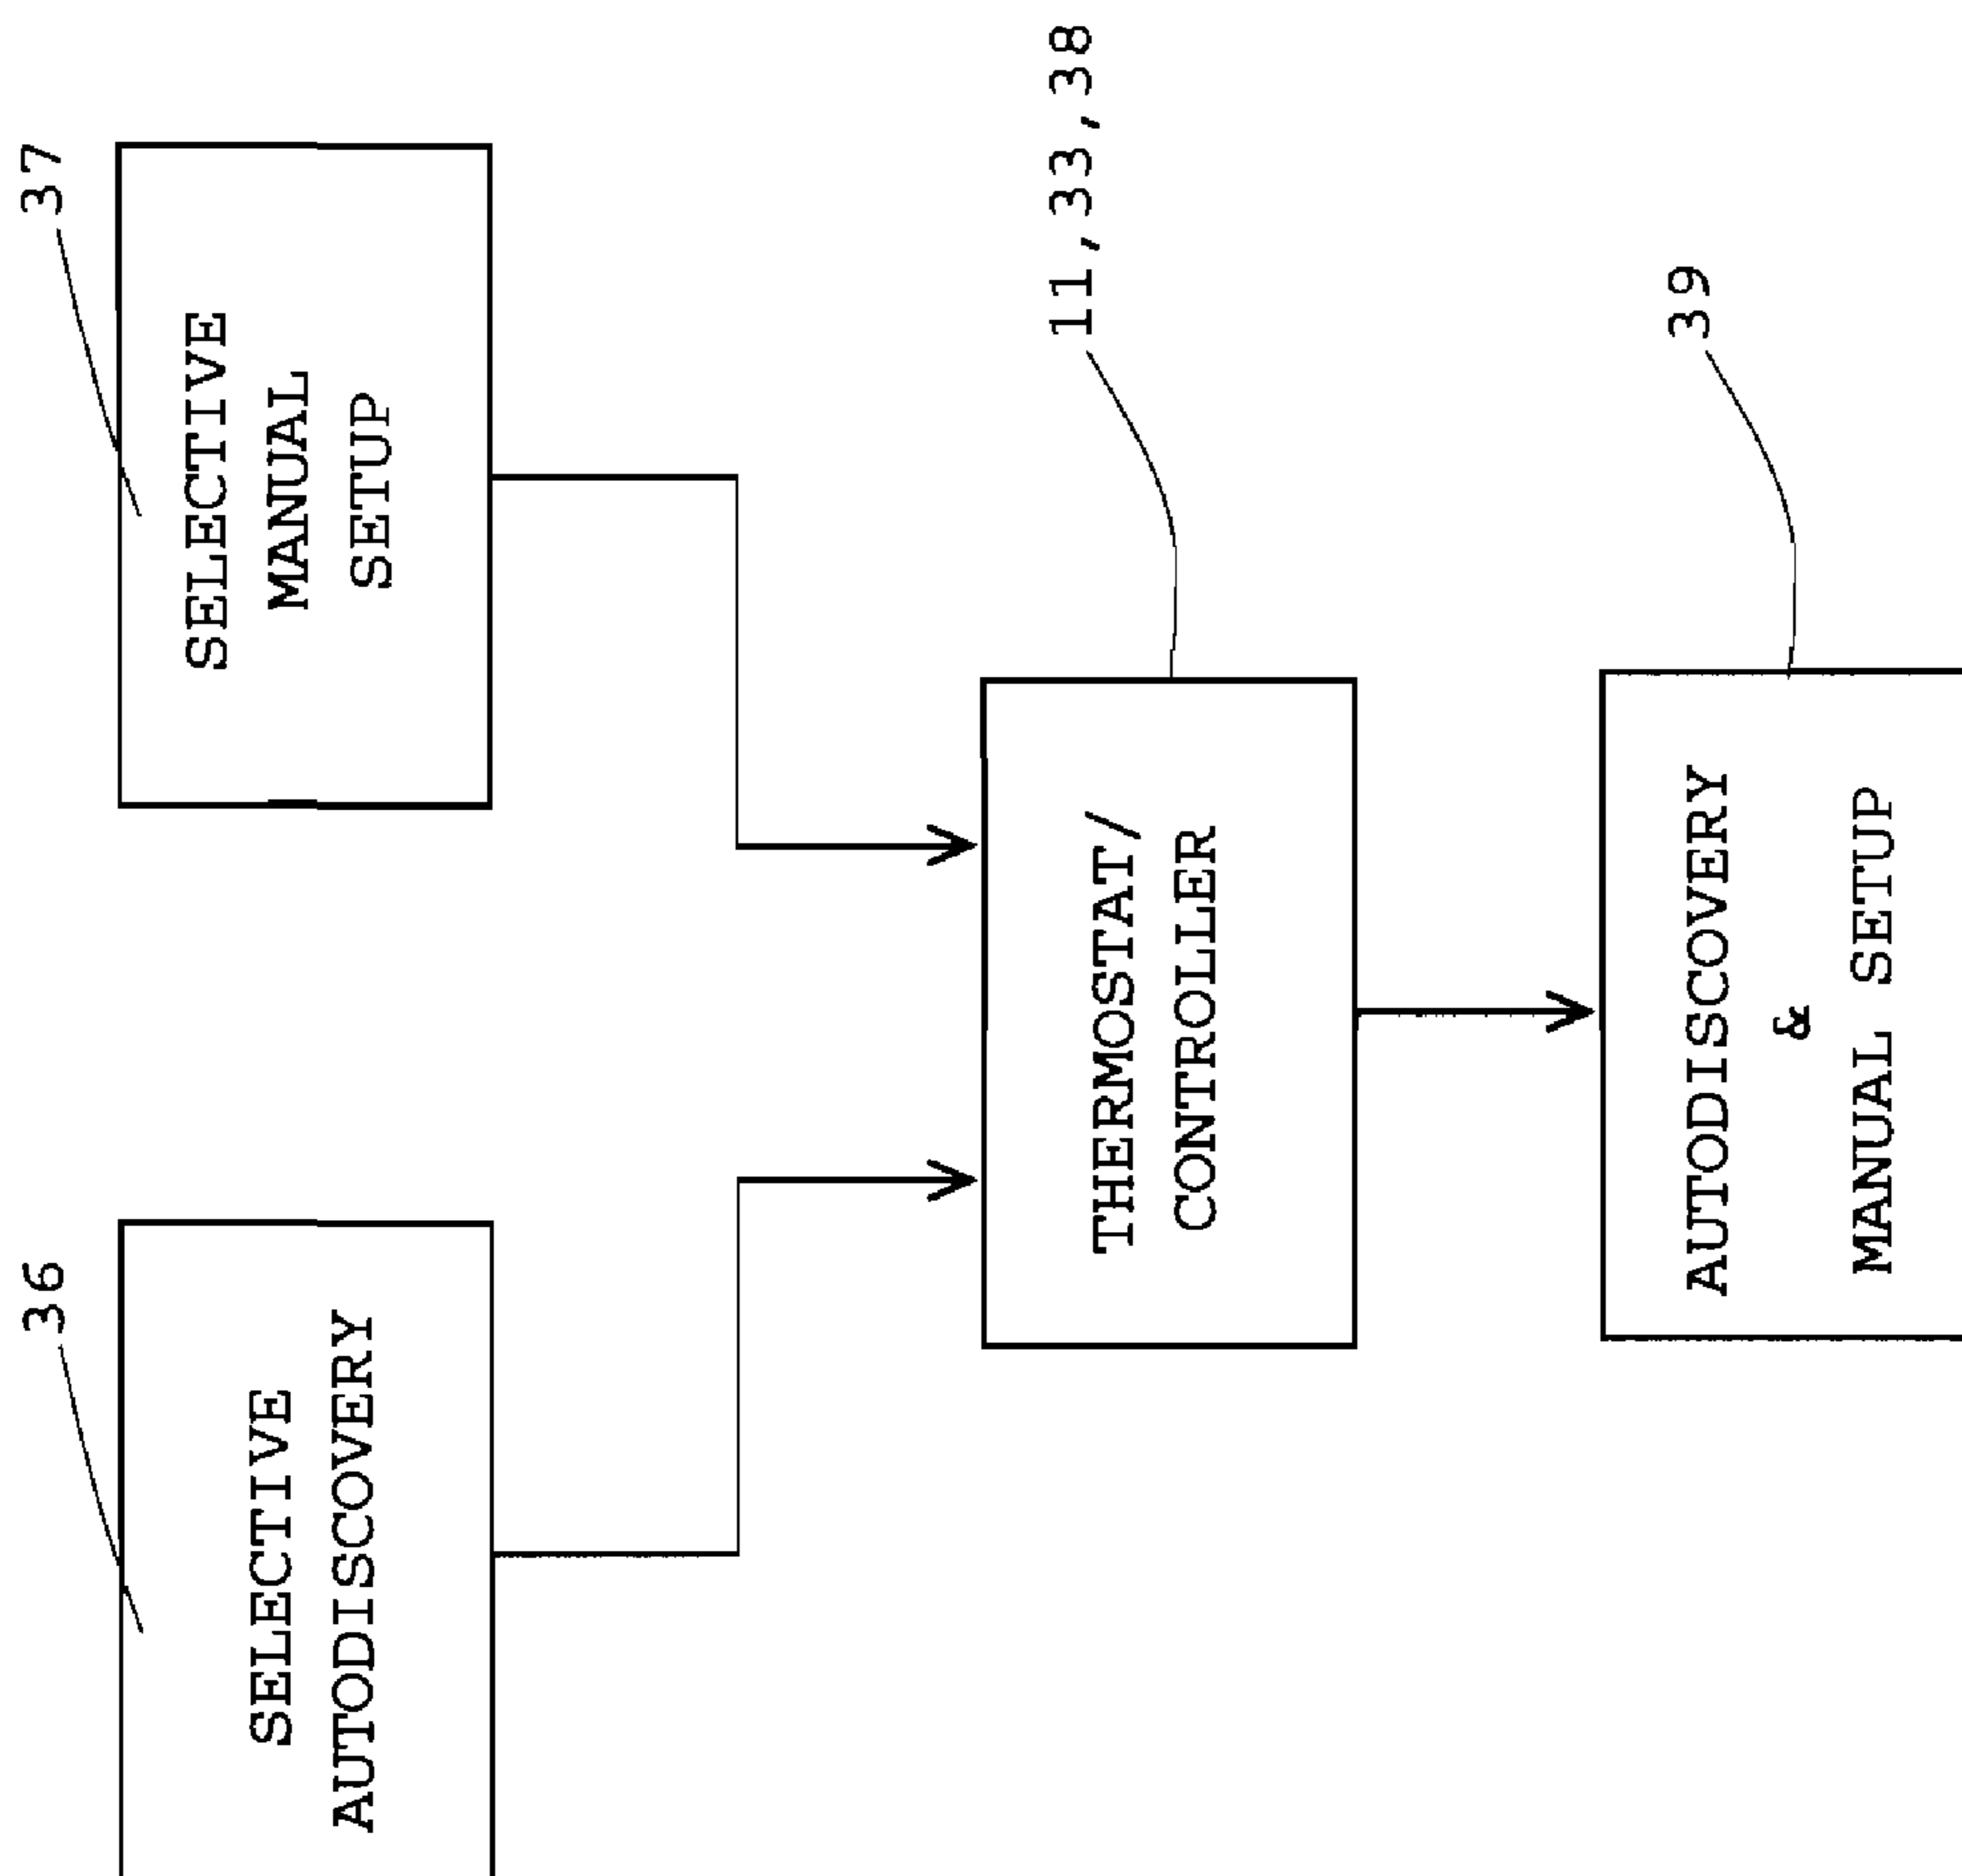 36
SELECTIVE
AUTODISCOVERY
37
SELECTIVE
MANUAL
SETUP
11,33,38
THERMOSTAT/
CONTROLLER
39
AUTODISCOVERY
&
MANUAL SETUP